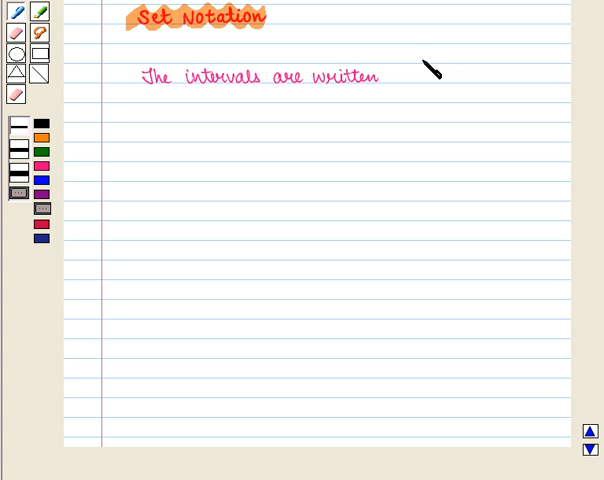 Set Notation
The intervals are written